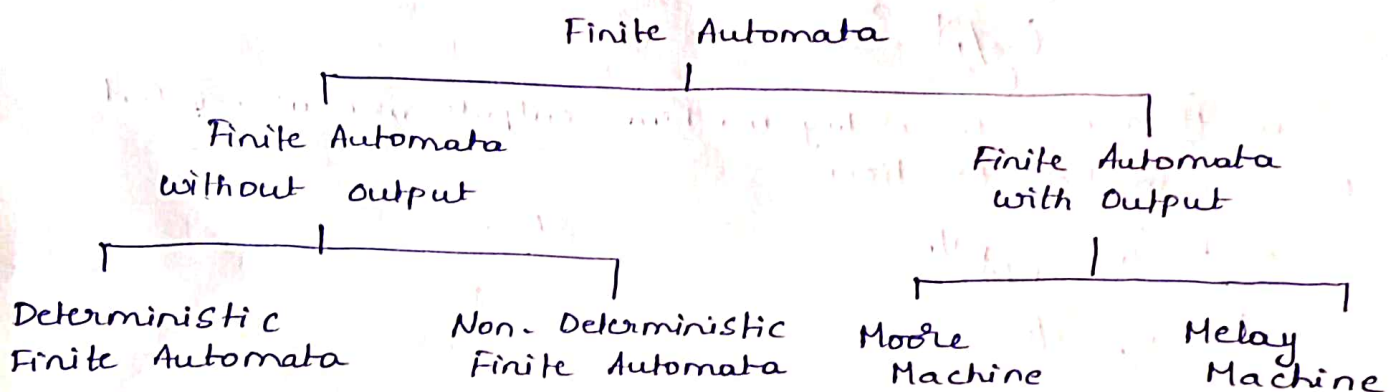 Finite Automata
Finite Automata
without output
Finite Automata
with Output
Deterministic
Finite Automata
Non-Deterministic
Finite Automata
Moore
Machine
Melay
Machine